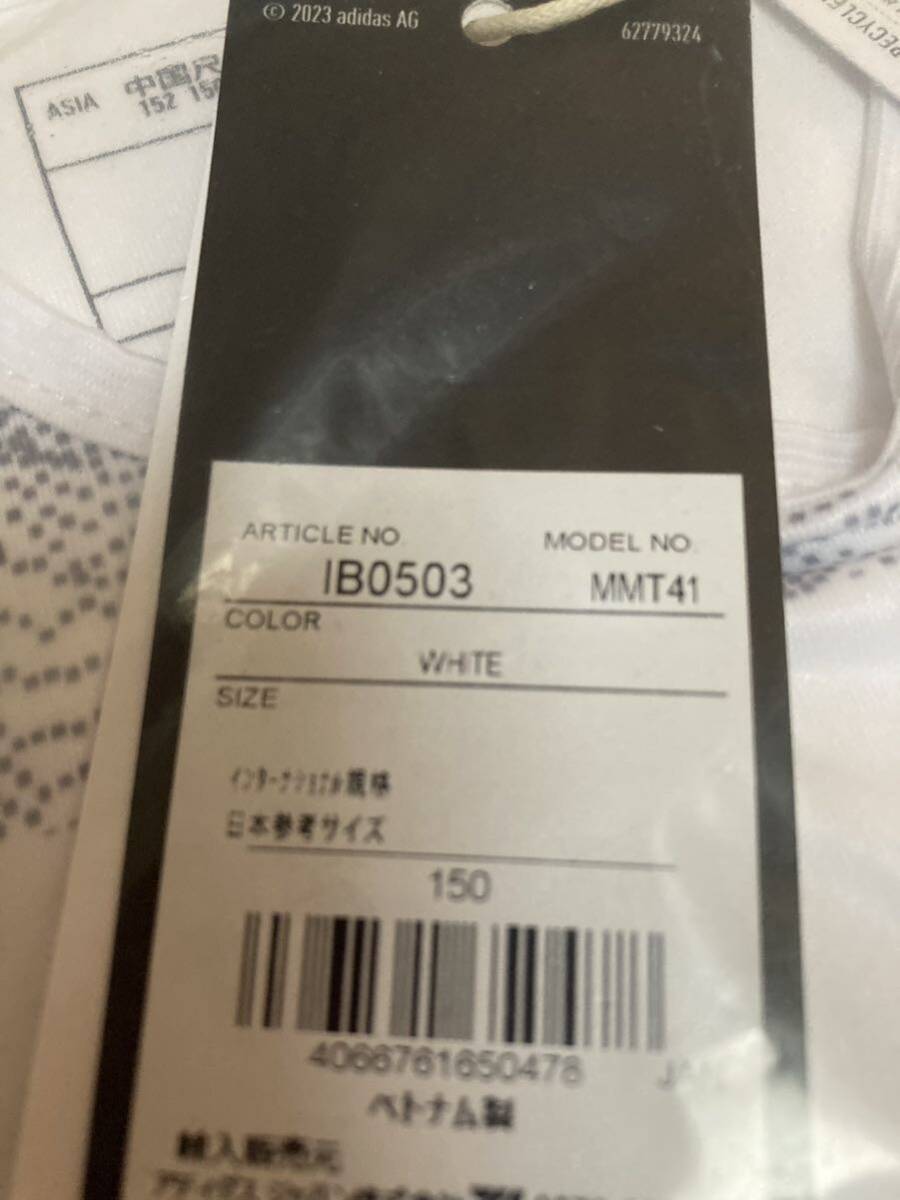 © 2023 adidas AG
62779324
RECYCLE
ASIA 中国尺
152
ARTICLE NO
MODEL NO
IB0503
MMT41
COLOR
WHITE
SIZE
インターナショナル規格
日本参考サイズ
150
4066761650478
ベトナム製
輸入販売元